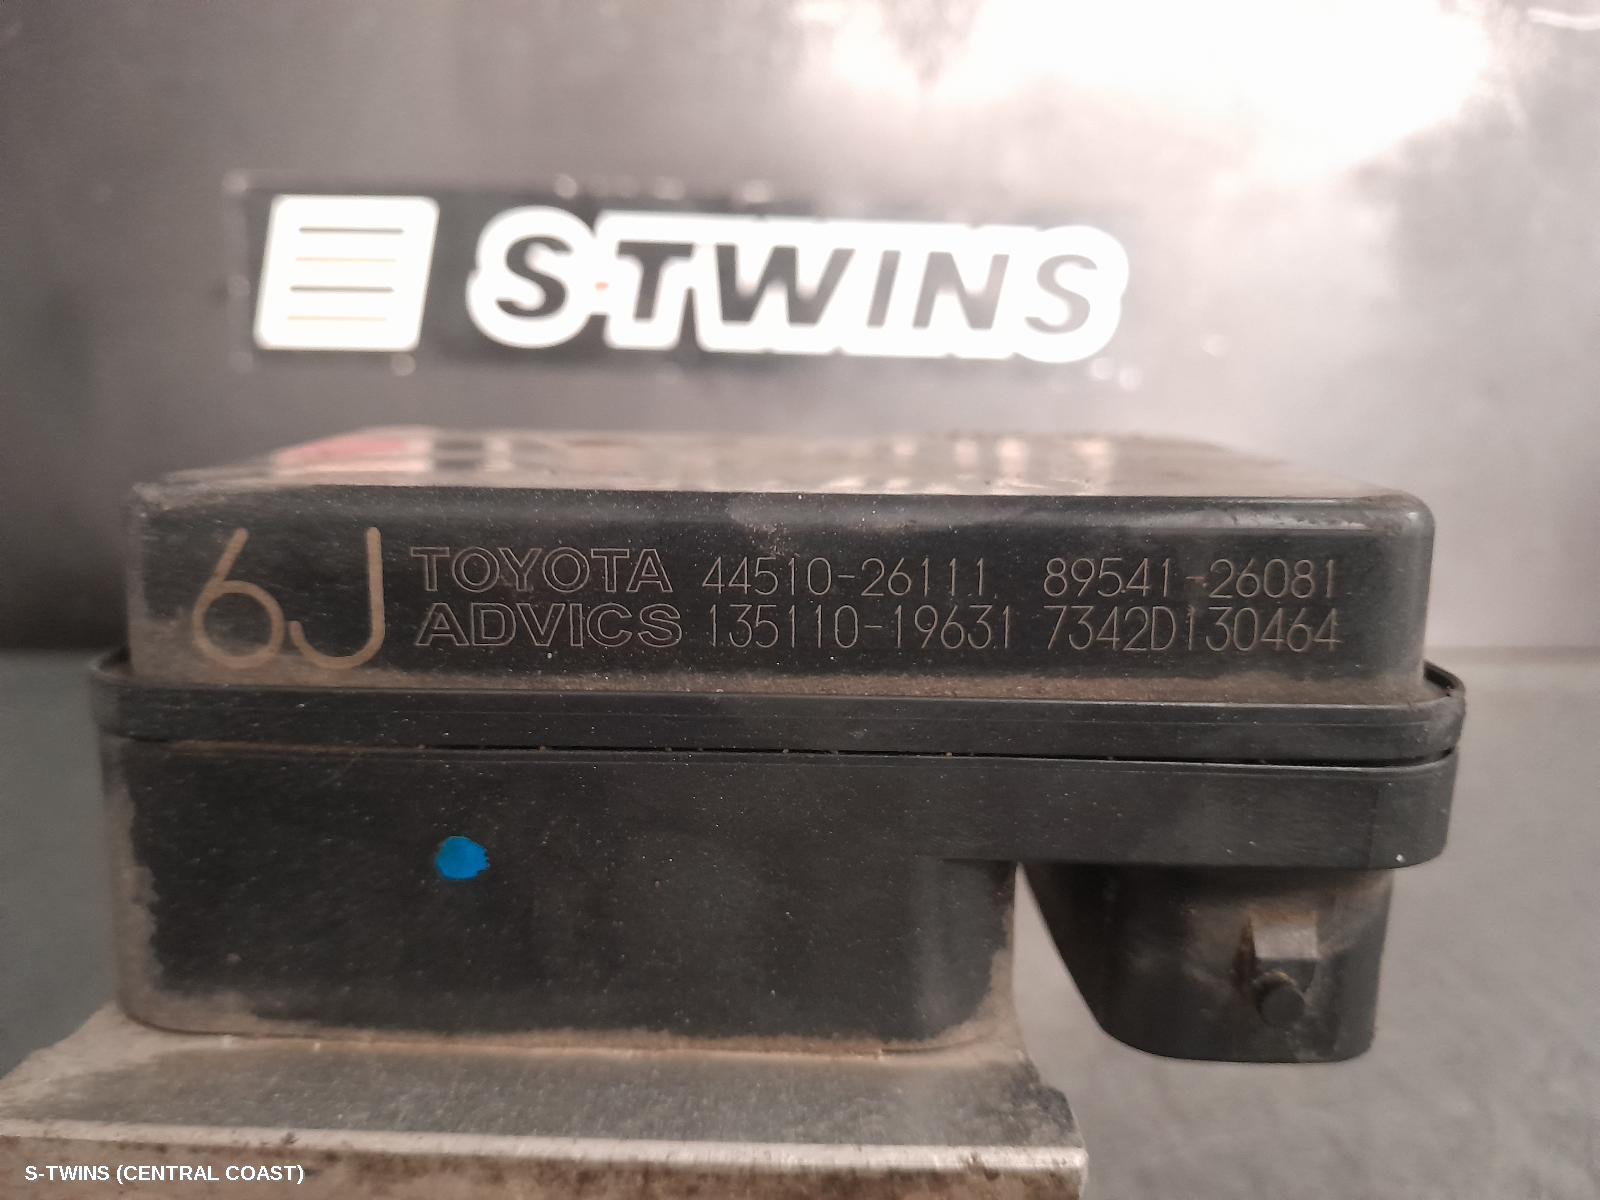 S-TWINS
6J
TOYOTA 44510-26111 89541-26081
ADVICS 135110-19631 7342D130464
S-TWINS (CENTRAL COAST)